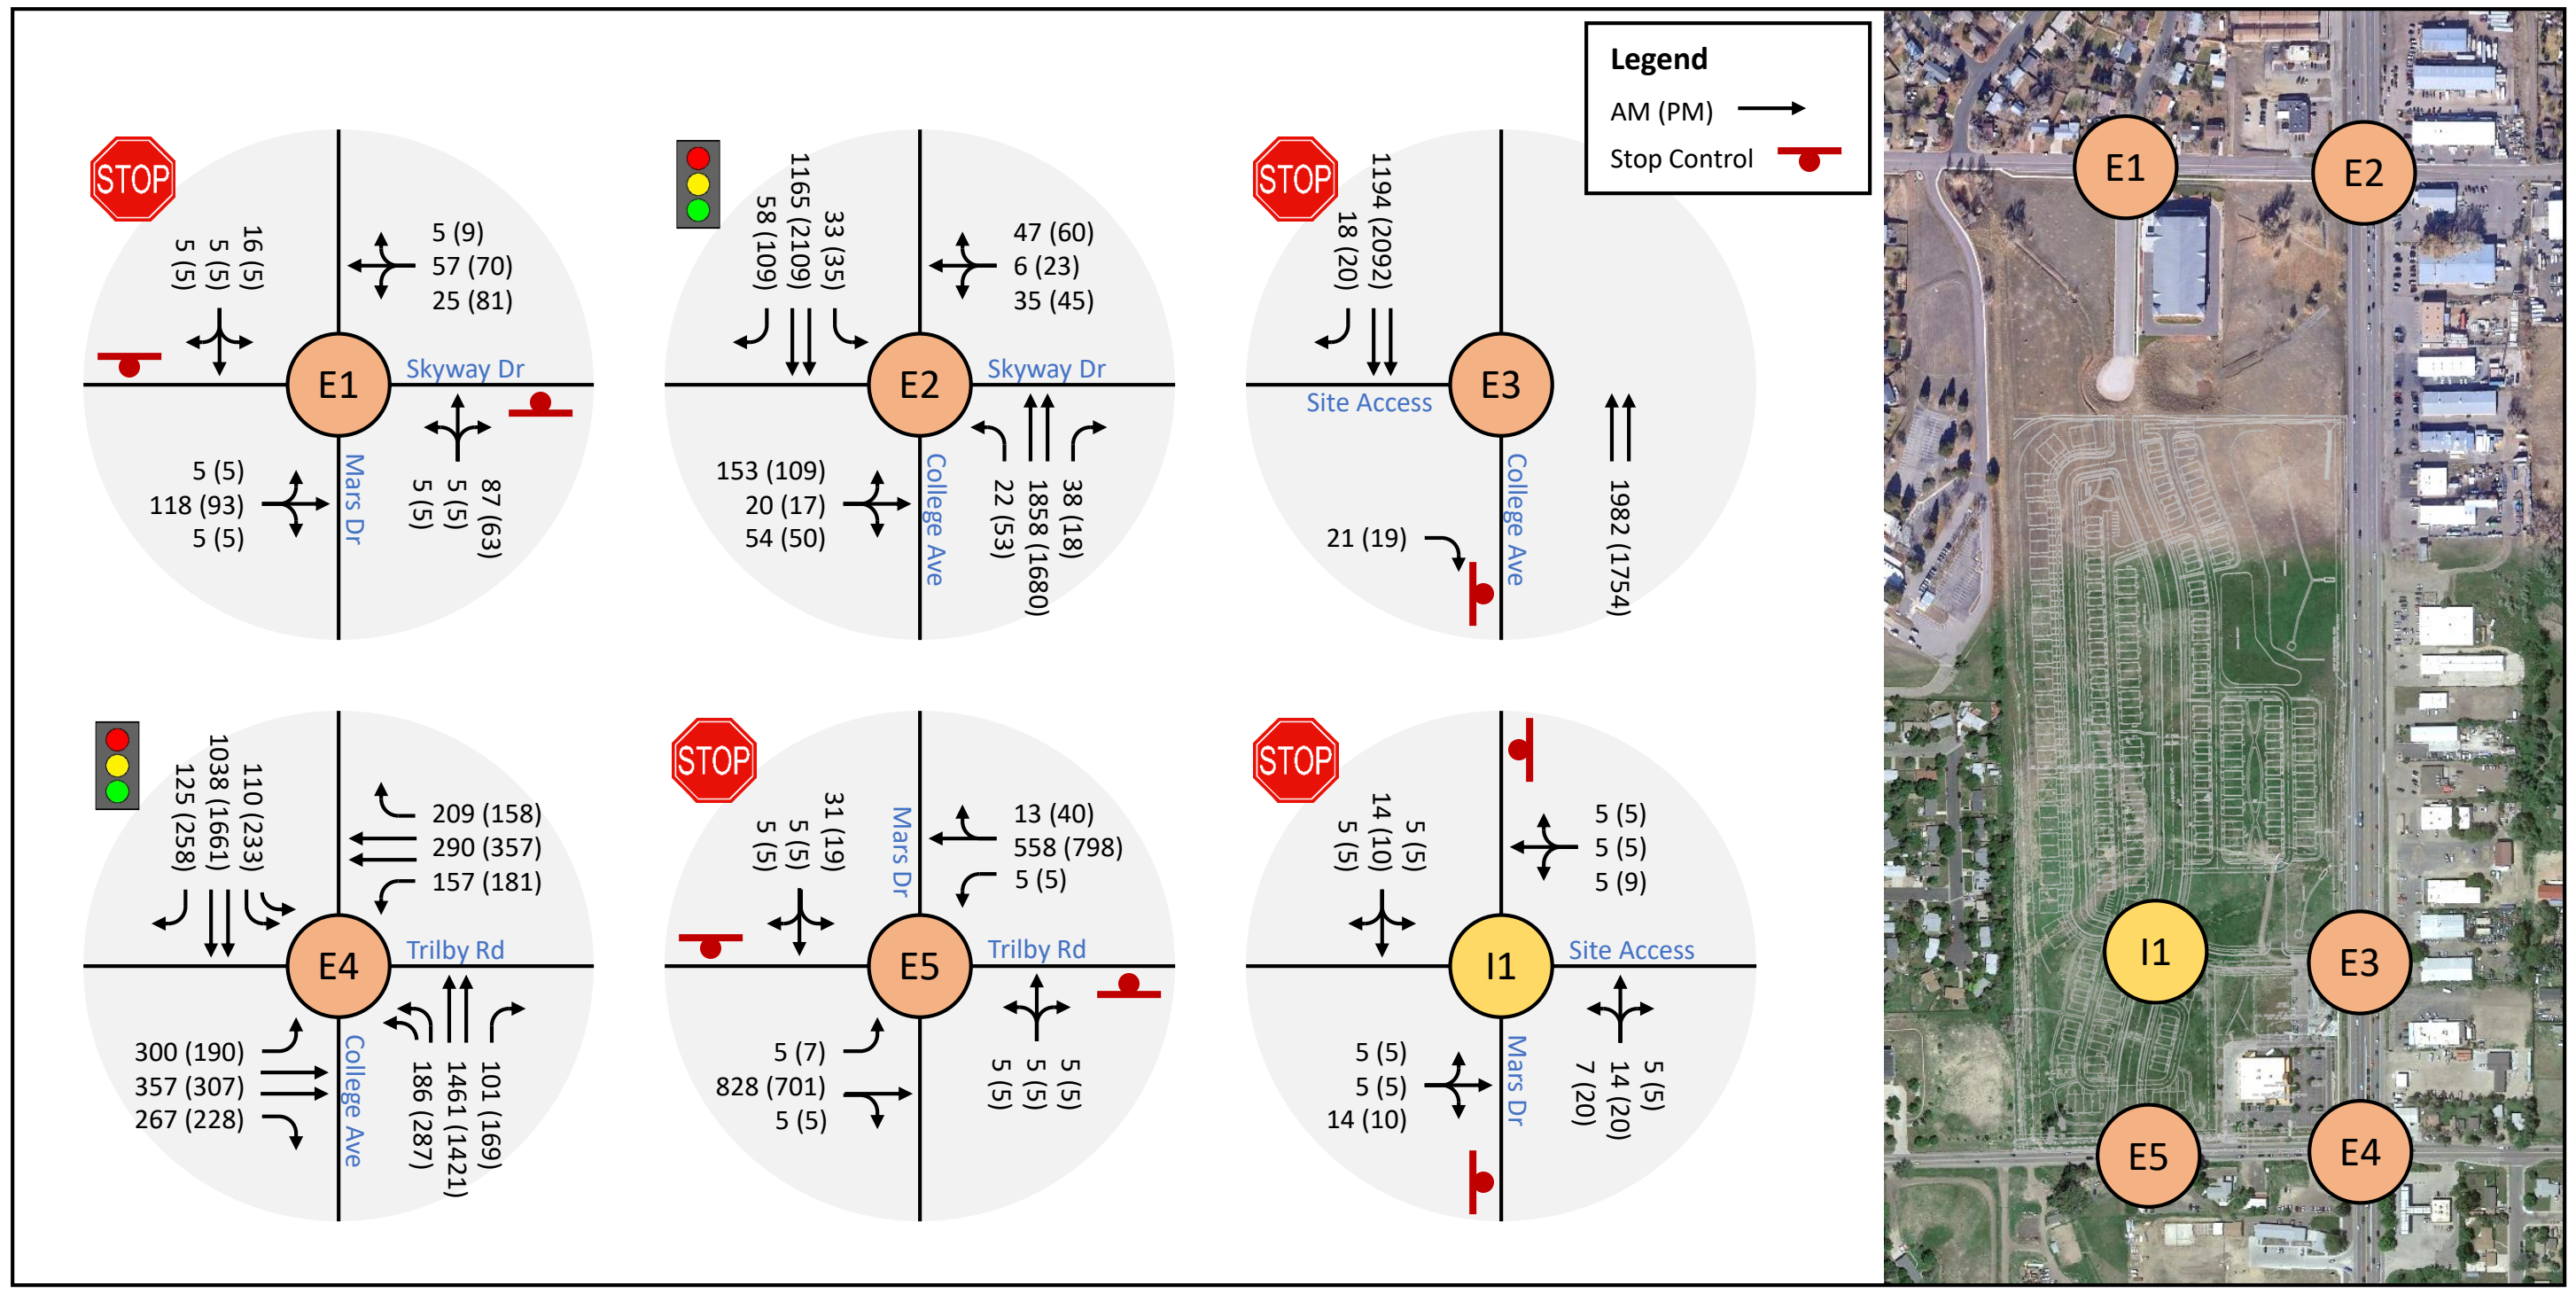 Legend
AM (PM)
Stop Control
STOP
16 (5)
5 (5)
5 (5)
5 (9)
57 (70)
25 (81)
E1
Skyway Dr
Mars Dr
5 (5)
118 (93)
5 (5)
5 (5)
5 (5)
87 (63)
58 (109)
1165 (2109)
33 (35)
47 (60)
6 (23)
35 (45)
E2
Skyway Dr
College Ave
153 (109)
20 (17)
54 (50)
22 (53)
1858 (1680)
38 (18)
STOP
18 (20)
1194 (2092)
E3
Site Access
College Ave
21 (19)
1982 (1754)
125 (258)
1038 (1661)
110 (233)
209 (158)
290 (357)
157 (181)
E4
Trilby Rd
College Ave
300 (190)
357 (307)
267 (228)
186 (287)
1461 (1421)
101 (169)
STOP
5 (5)
5 (5)
31 (19)
Mars Dr
13 (40)
558 (798)
5 (5)
E5
Trilby Rd
5 (7)
828 (701)
5 (5)
5 (5)
5 (5)
5 (5)
STOP
5 (5)
14 (10)
5 (5)
5 (5)
5 (5)
5 (9)
I1
Site Access
Mars Dr
5 (5)
5 (5)
14 (10)
7 (20)
14 (20)
5 (5)
E1
E2
I1
E3
E5
E4